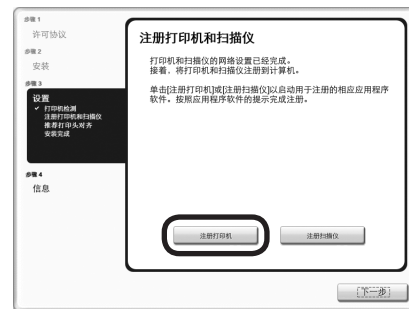 步骤 1
许可协议
步骤 2
安装
步骤 3
设置
✓ 打印机检测
注册打印机和扫描仪
推荐打印头对齐
安装完成
步骤 4
信息
注册打印机和扫描仪
打印机和扫描仪的网络设置已经完成。
接着，将打印机和扫描仪注册到计算机。
单击[注册打印机]或[注册扫描仪]以启动用于注册的相应应用程序
软件。按照应用程序软件的提示完成注册。
注册打印机
注册扫描仪
下一步